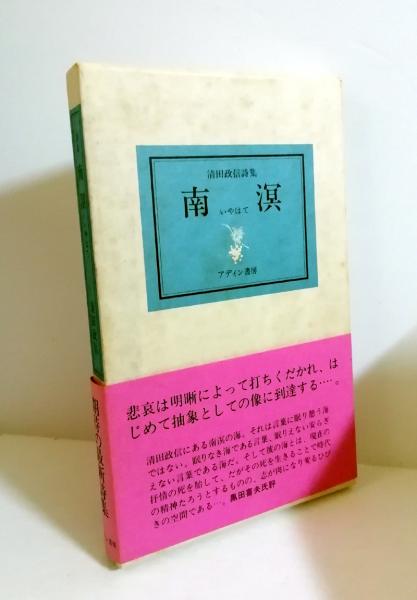 清田政信詩集
南溟
いやはて
アディン書房
悲哀は明晰によって打ちくだかれ、は
じめて抽象としての像に到達する‥‥。
清田政信にある南溟の海。それは言葉に眠り憩う海
ではない。眠りなき海である言葉、眠りえない安らぎ
えない言葉である海だ。そして彼の海とは、現在の
抒情の死を胎して、だがその死を生きることで時代
の精神たろうとするものの、志が肉になり変るひび
きの空間である…。黒田喜夫氏評
南溟